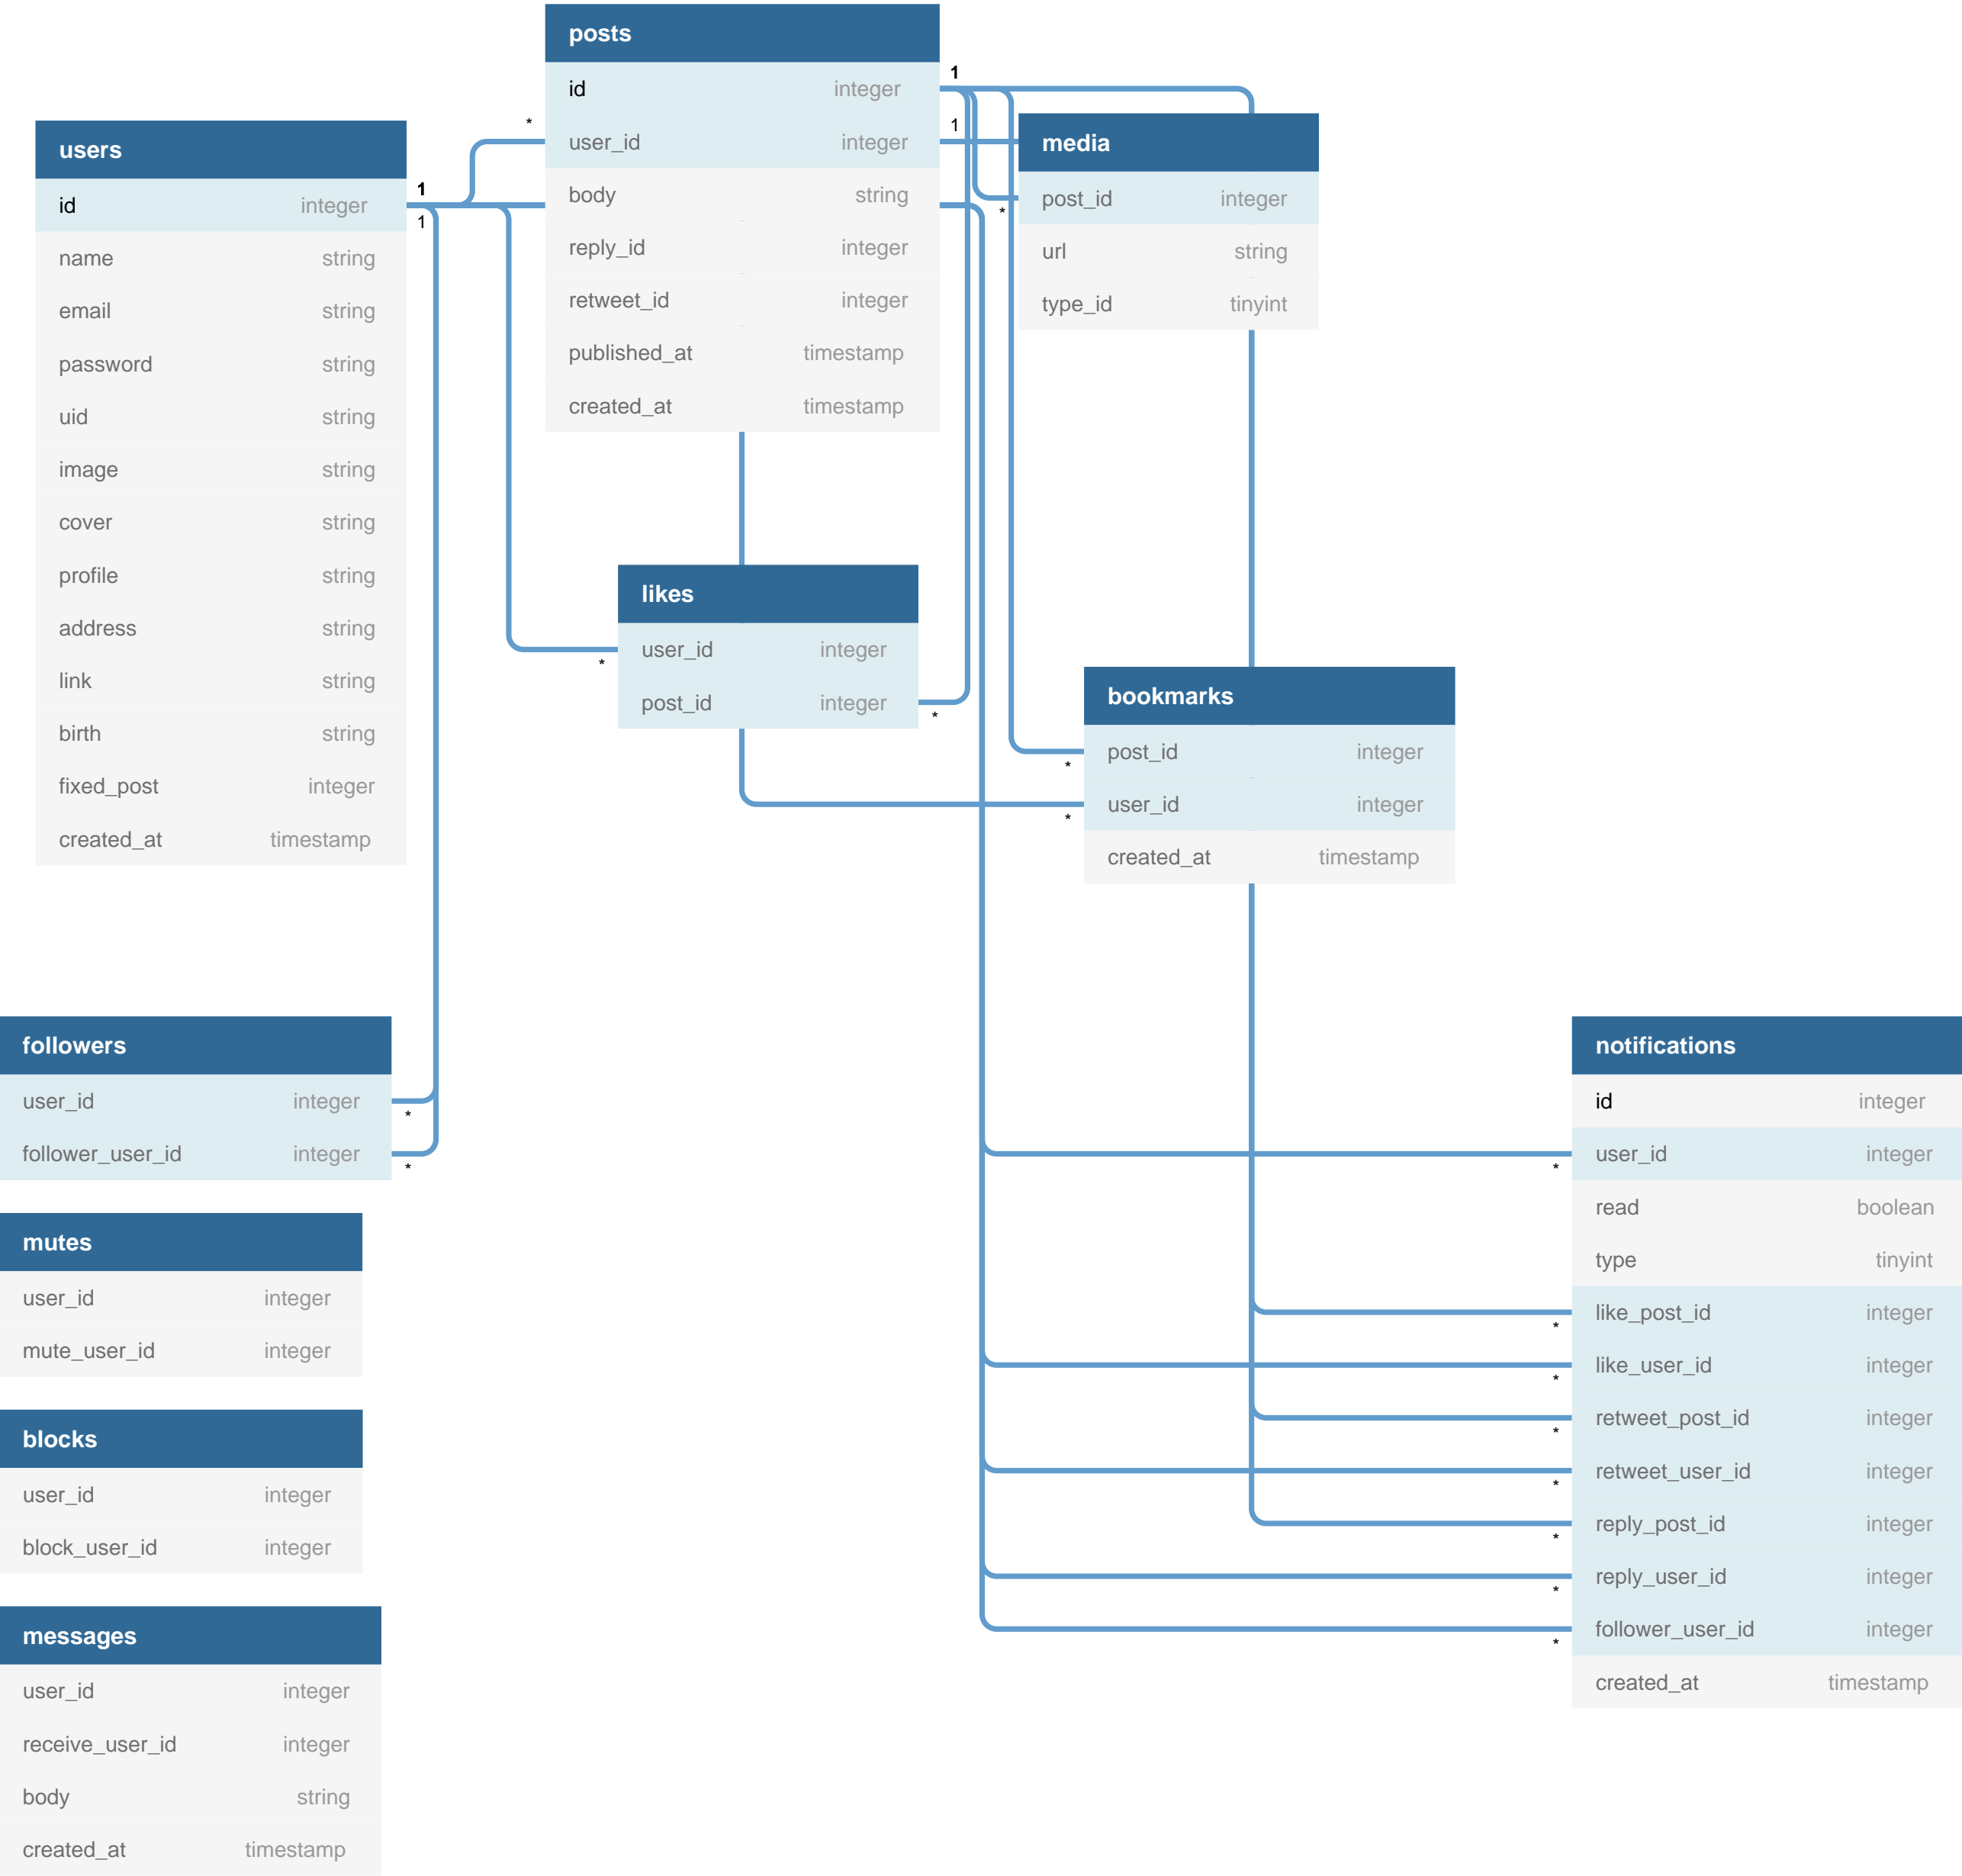 posts
id integer
user_id integer
body string
reply_id integer
retweet_id integer
published_at timestamp
created_at timestamp
1
1
*
users
id integer
name string
email string
password string
uid string
image string
cover string
profile string
address string
link string
birth string
fixed_post integer
created_at timestamp
1
1
media
post_id integer
url string
type_id tinyint
*
likes
user_id integer
post_id integer
*
*
bookmarks
post_id integer
user_id integer
created_at timestamp
*
*
followers
user_id integer
follower_user_id integer
*
*
mutes
user_id integer
mute_user_id integer
blocks
user_id integer
block_user_id integer
messages
user_id integer
receive_user_id integer
body string
created_at timestamp
notifications
id integer
user_id integer
read boolean
type tinyint
like_post_id integer
like_user_id integer
retweet_post_id integer
retweet_user_id integer
reply_post_id integer
reply_user_id integer
follower_user_id integer
created_at timestamp
*
*
*
*
*
*
*
*